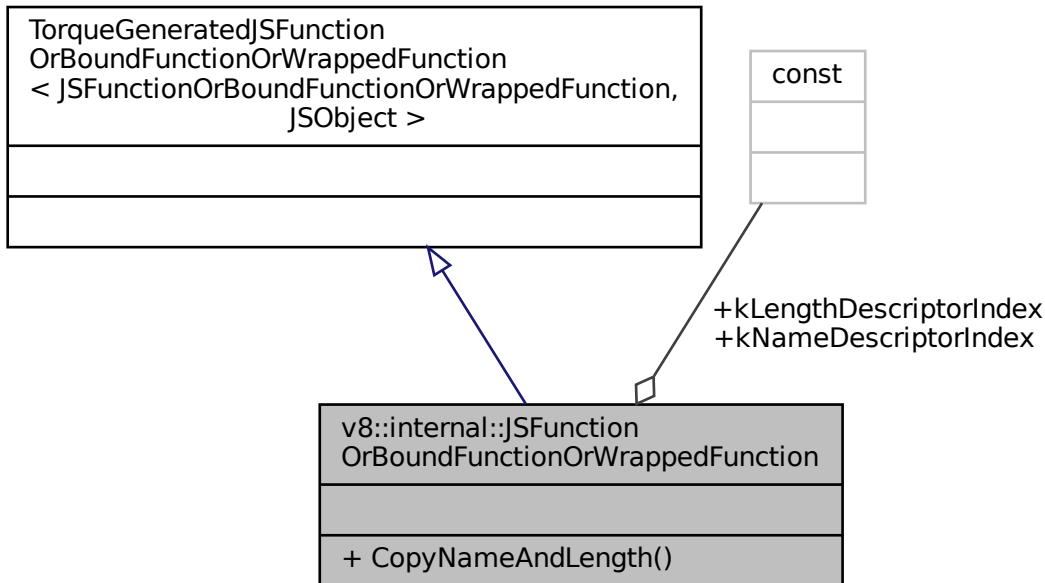 TorqueGeneratedJSFunction
OrBoundFunctionOrWrappedFunction
< JSFunctionOrBoundFunctionOrWrappedFunction,
JSObject >
const
+kLengthDescriptorIndex
+kNameDescriptorIndex
v8::internal::JSFunction
OrBoundFunctionOrWrappedFunction
+ CopyNameAndLength()